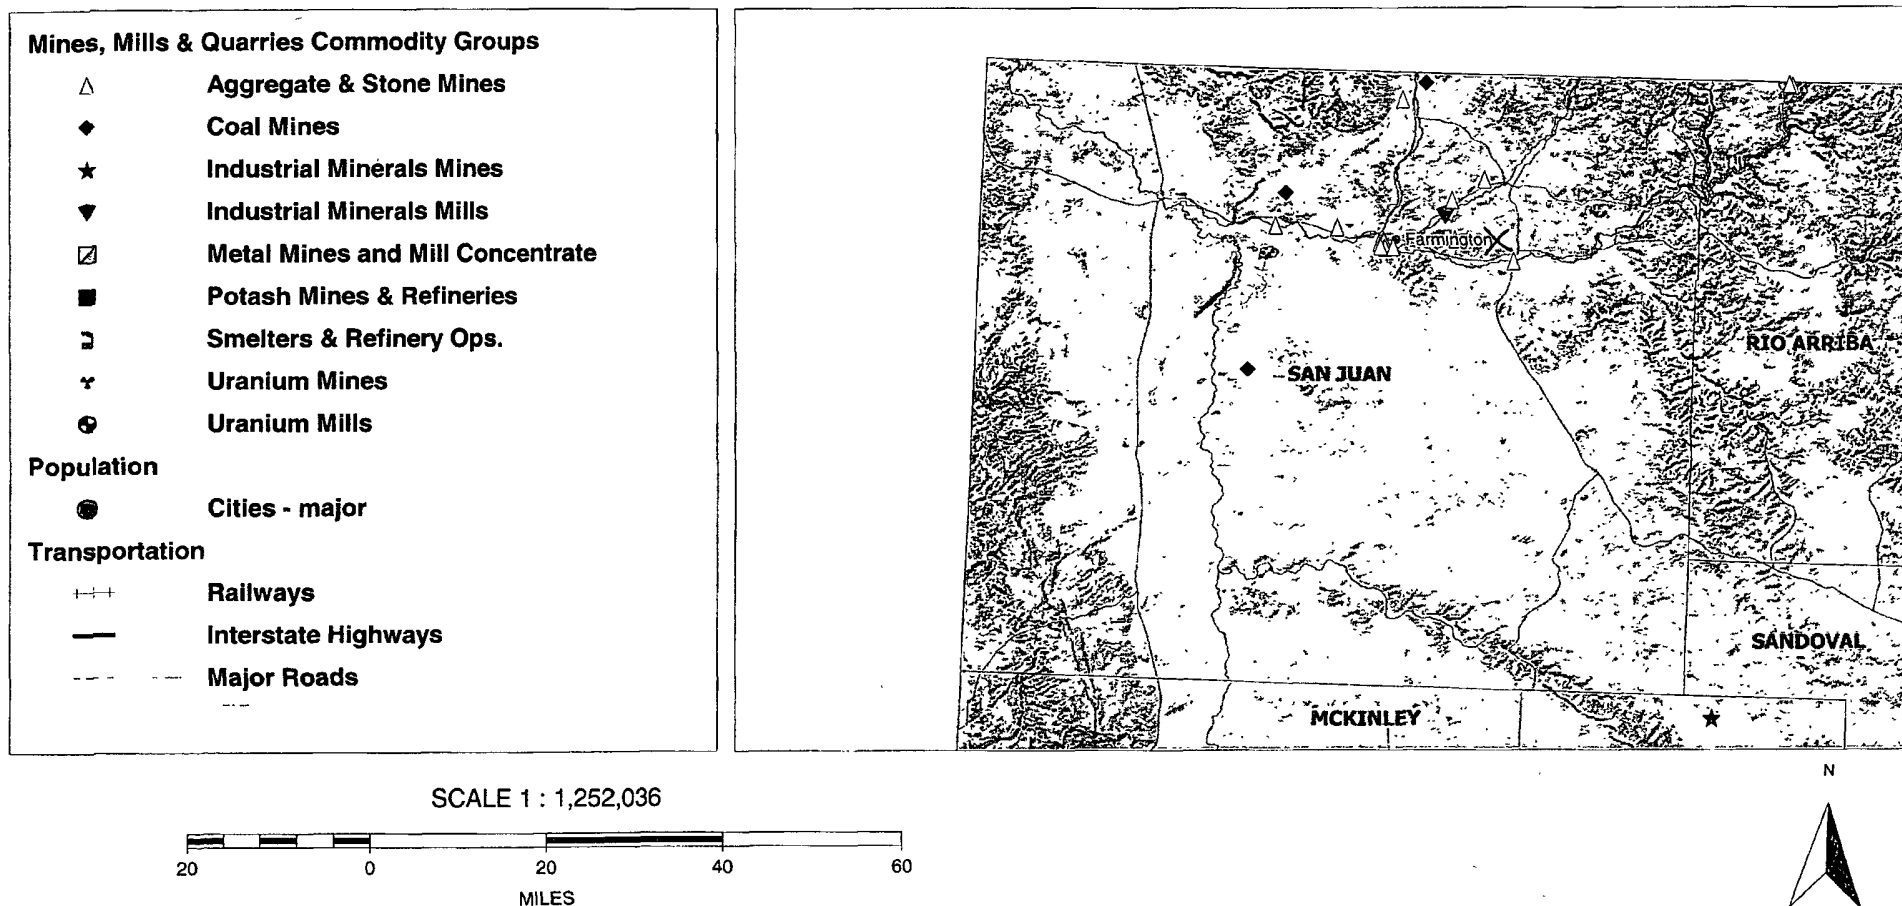 Mines, Mills & Quarries Commodity Groups
Aggregate & Stone Mines
Coal Mines
Industrial Minerals Mines
Industrial Minerals Mills
Metal Mines and Mill Concentrate
Potash Mines & Refineries
Smelters & Refinery Ops.
Uranium Mines
Uranium Mills
Population
Cities - major
Transportation
Railways
Interstate Highways
Major Roads
Farmington
RIO ARRIBA
SAN JUAN
SANDOVAL
MCKINLEY
SCALE 1 : 1,252,036
20 0 20 40 60
MILES
N